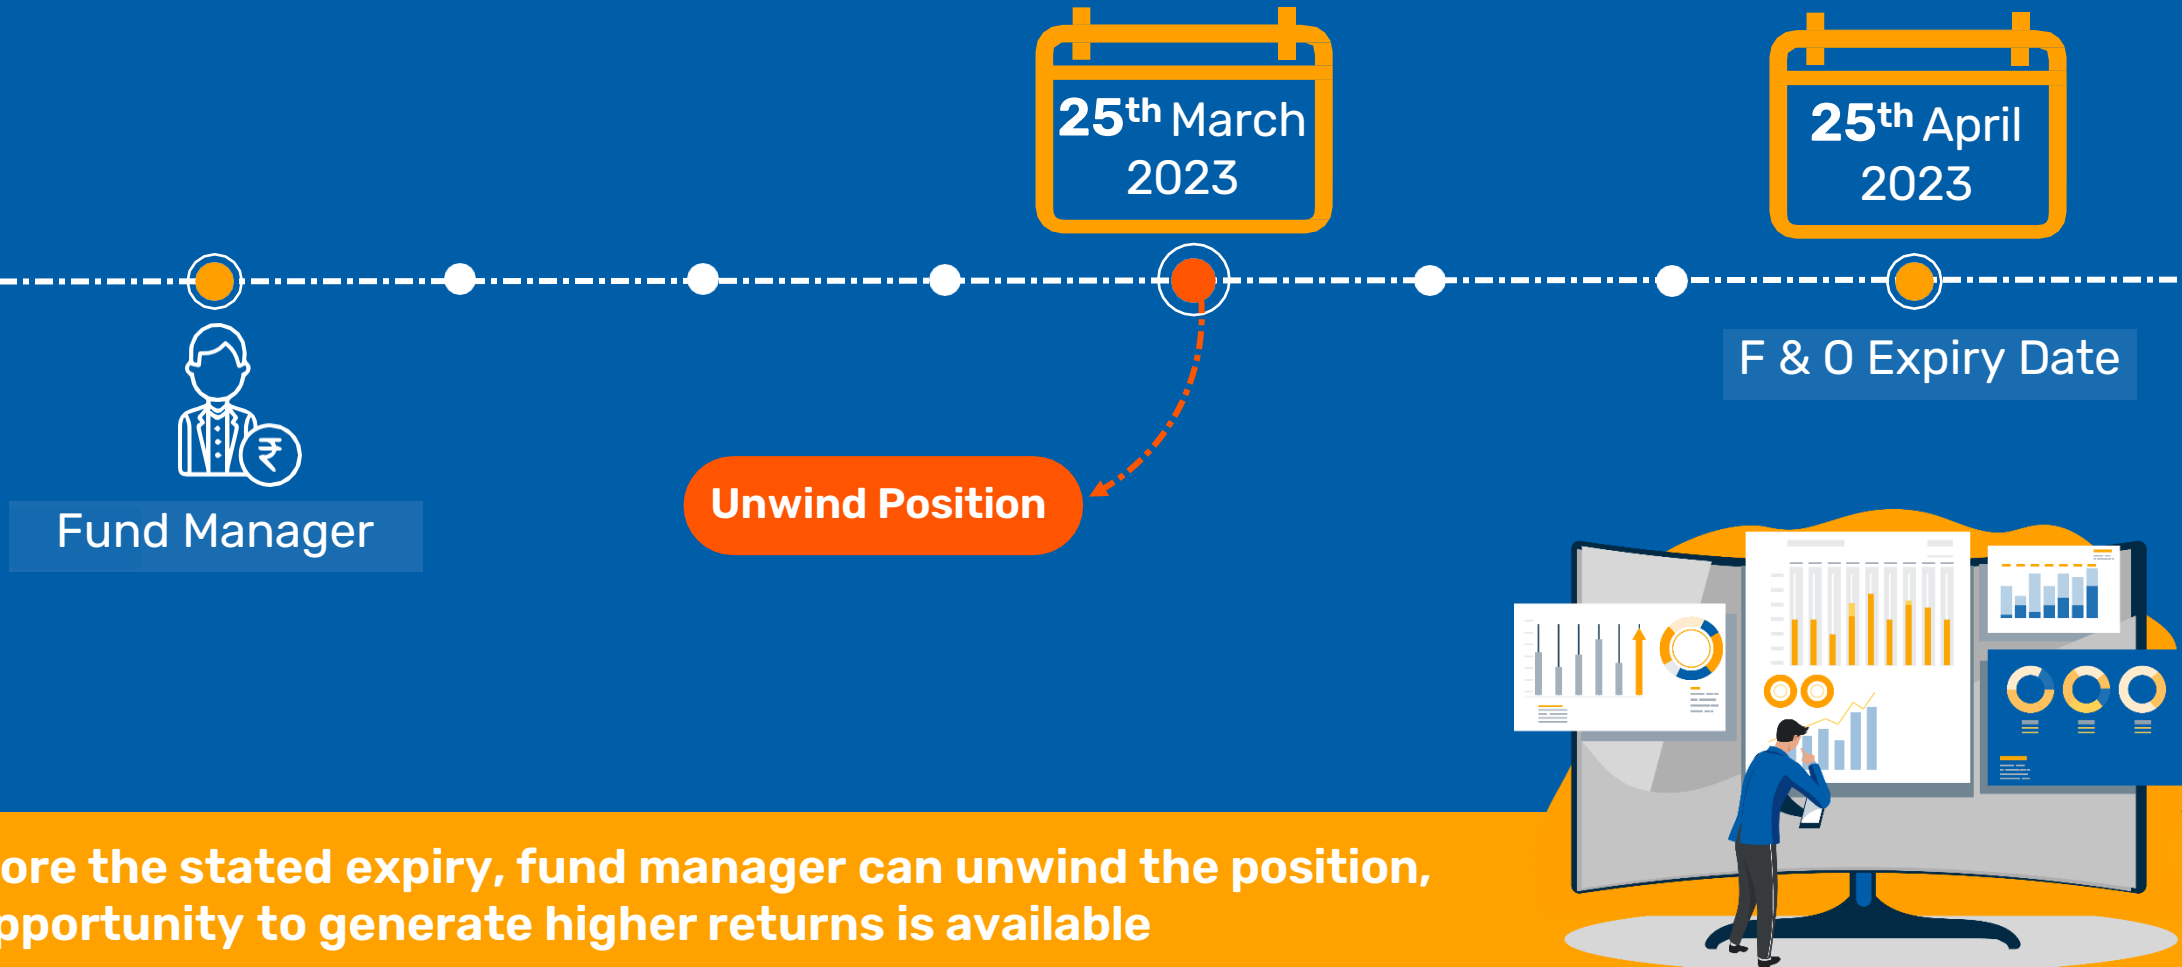 25th March
2023
25th April
2023
F & O Expiry Date
₹
Fund Manager
Unwind Position
ore the stated expiry, fund manager can unwind the position,
pportunity to generate higher returns is available